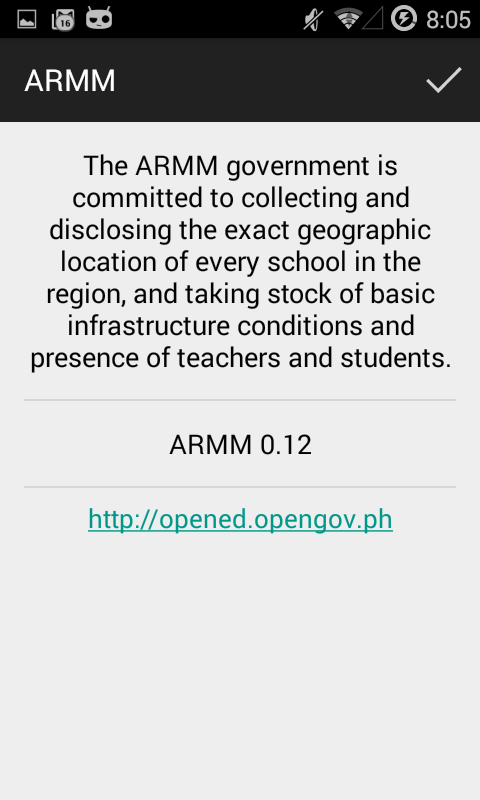 16
8:05
ARMM
The ARMM government is
committed to collecting and
disclosing the exact geographic
location of every school in the
region, and taking stock of basic
infrastructure conditions and
presence of teachers and students.
ARMM 0.12
http://opened.opengov.ph